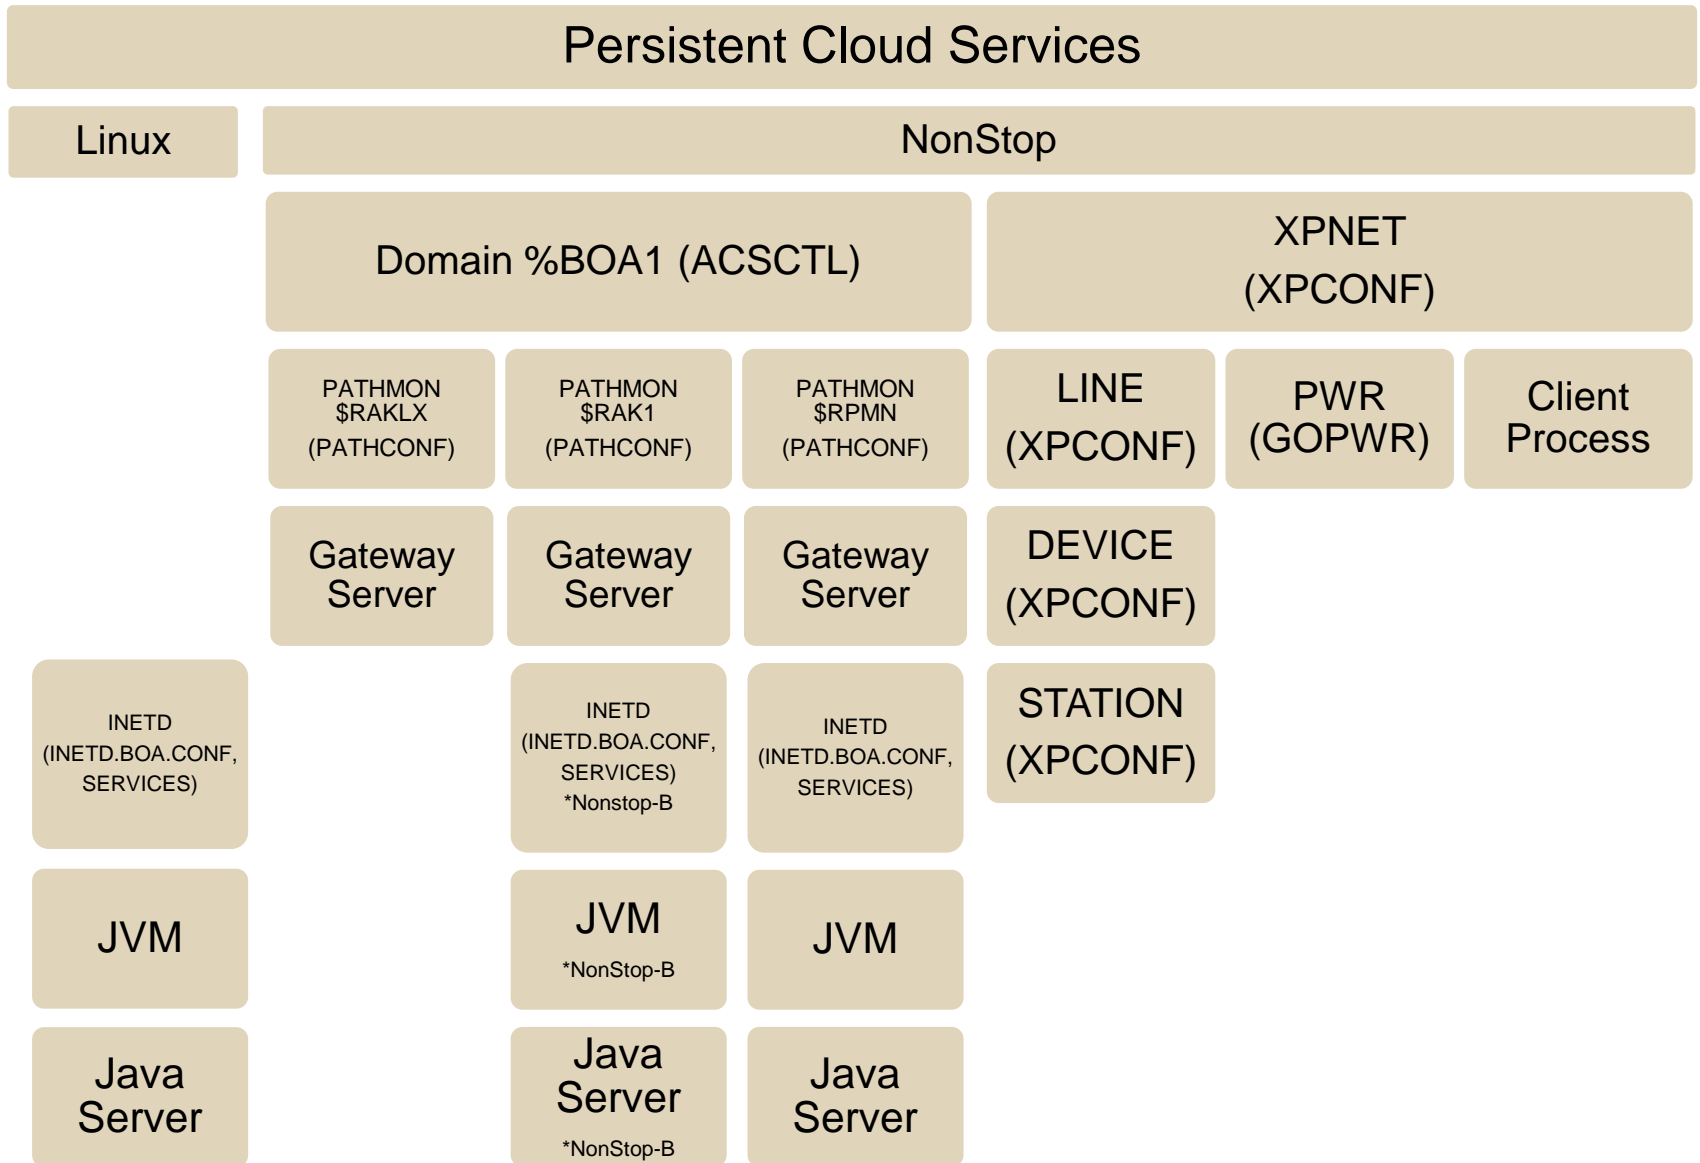 Persistent Cloud Services
Linux
NonStop
Domain %BOA1 (ACSCTL)
XPNET
(XPCONF)
PATHMON
$RAKLX
(PATHCONF)
PATHMON
$RAK1
(PATHCONF)
PATHMON
$RPMN
(PATHCONF)
LINE
(XPCONF)
PWR
(GOPWR)
Client
Process
Gateway
Server
Gateway
Server
Gateway
Server
DEVICE
(XPCONF)
INETD
(INETD.BOA.CONF,
SERVICES)
INETD
(INETD.BOA.CONF,
SERVICES)
*Nonstop-B
INETD
(INETD.BOA.CONF,
SERVICES)
STATION
(XPCONF)
JVM
JVM
*NonStop-B
JVM
Java
Server
Java
Server
*NonStop-B
Java
Server